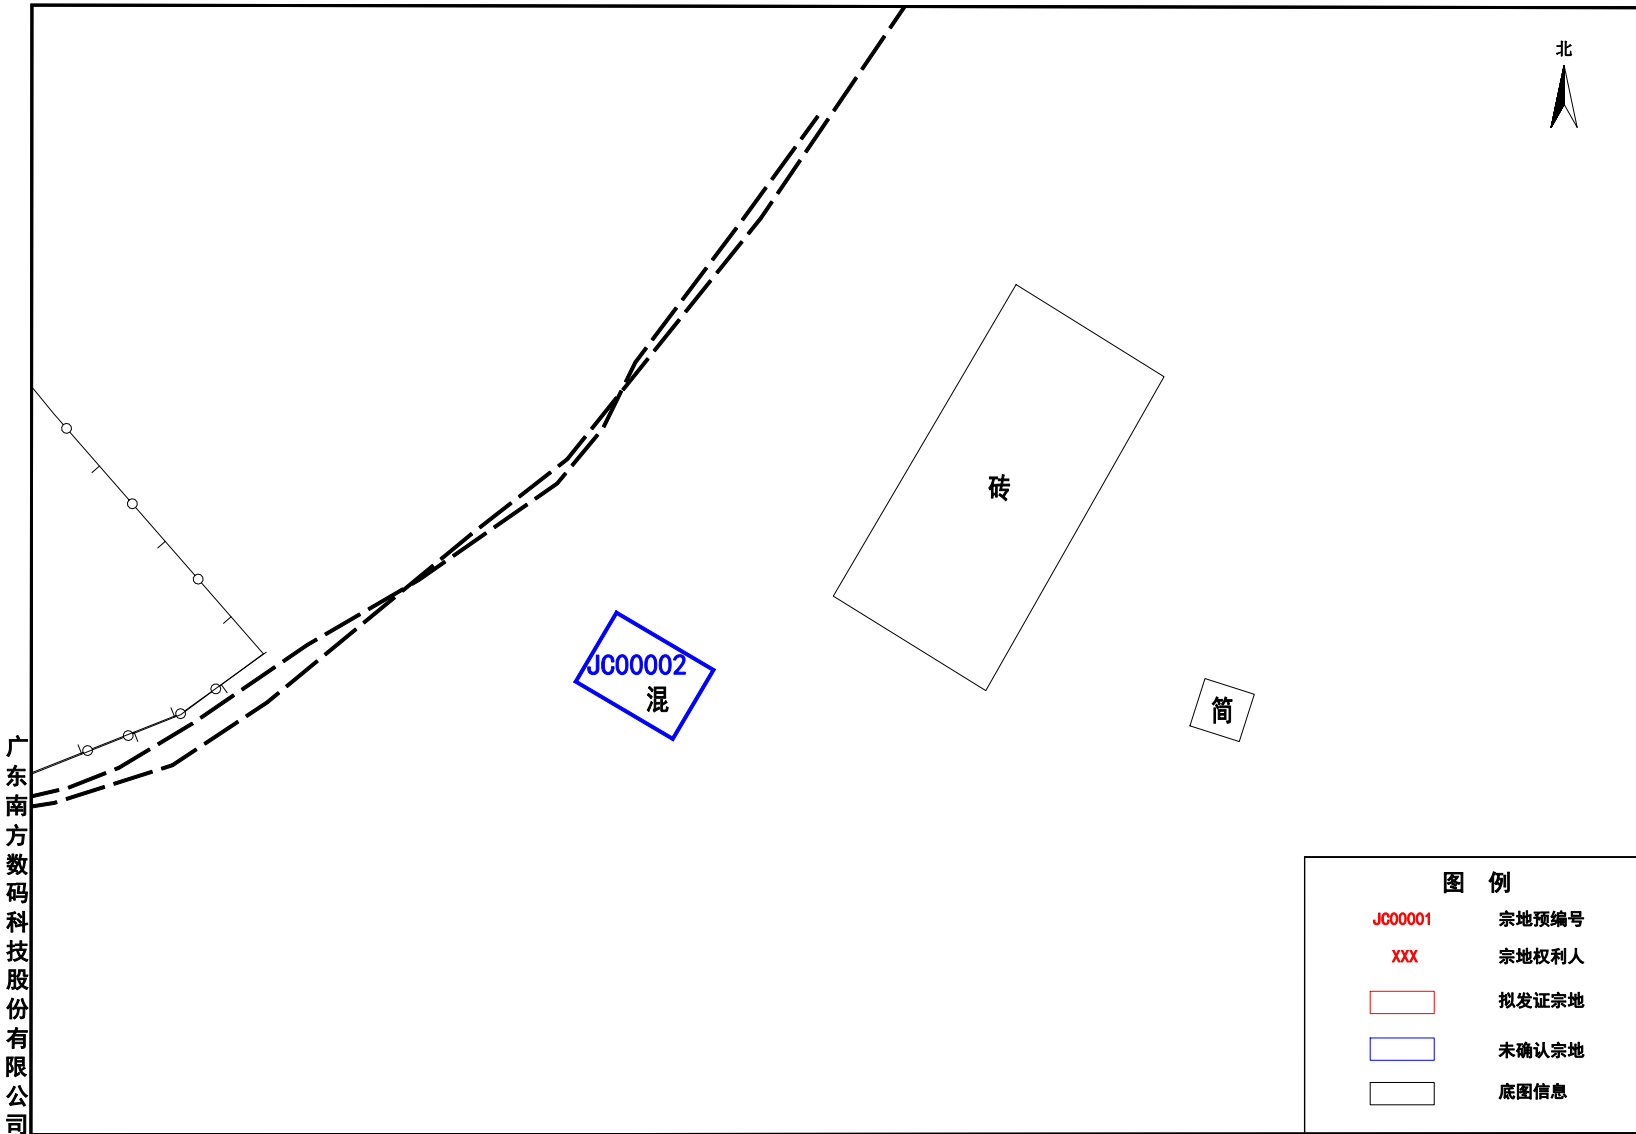 北
砖
JC00002
混
简
广东南方数码科技股份有限公司
图 例
JC00001 宗地预编号
XXX 宗地权利人
拟发证宗地
未确认宗地
底图信息